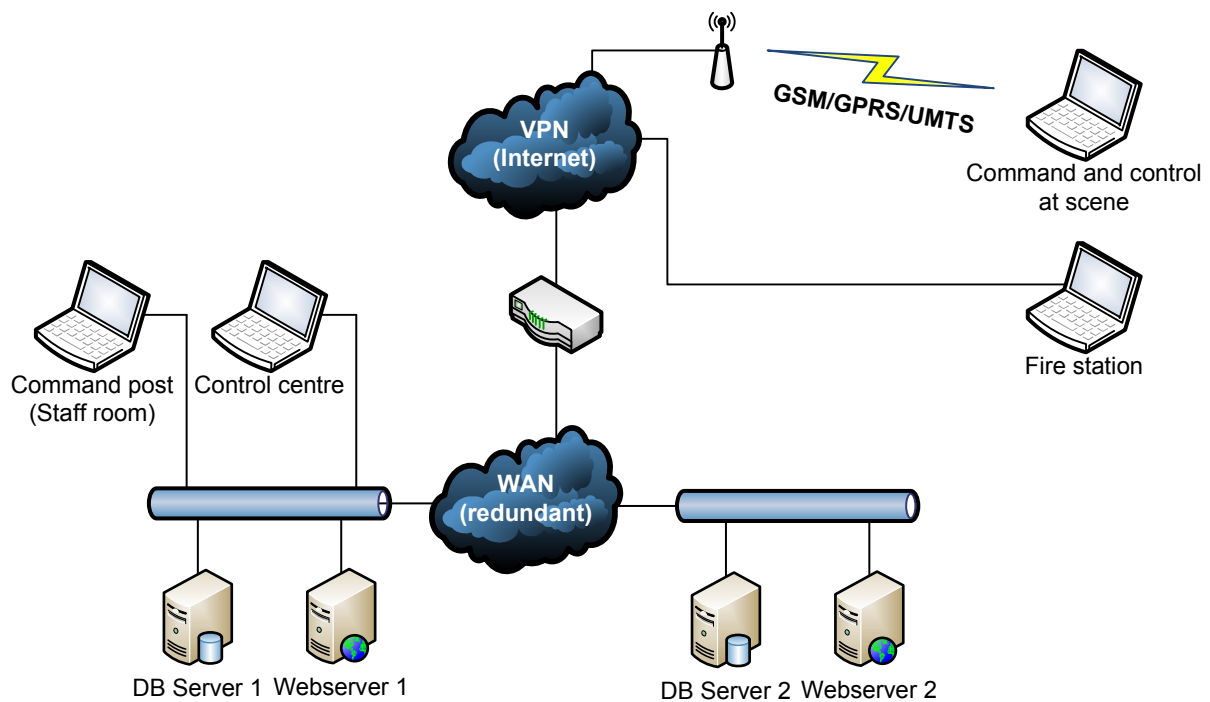 GSM/GPRS/UMTS
VPN
(Internet)
Command and control
at scene
Fire station
Command post
(Staff room)
Control centre
WAN
(redundant)
DB Server 1
Webserver 1
DB Server 2
Webserver 2